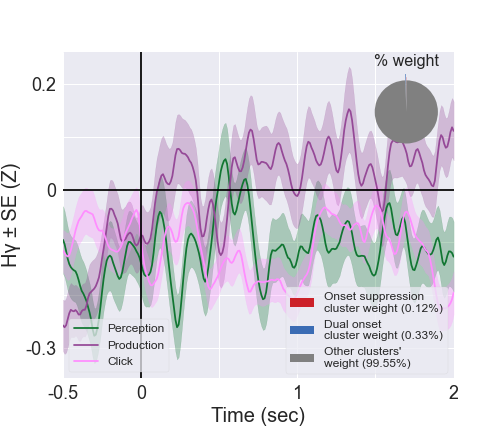 % weight
0.2
0
-0.3
Hγ ± SE (Z)
Perception
Production
Click
Onset suppression
cluster weight (0.12%)
Dual onset
cluster weight (0.33%)
Other clusters'
weight (99.55%)
-0.5
0
1
2
Time (sec)